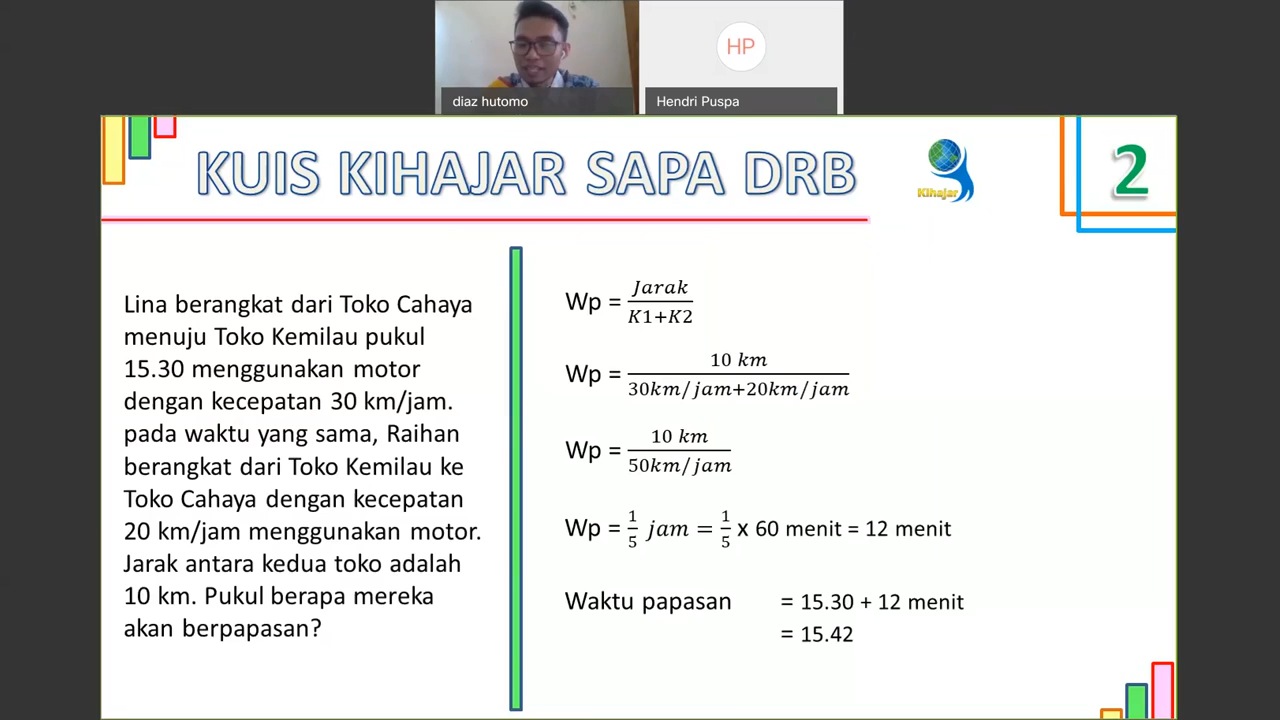 HP
diaz hutomo
Hendri Puspa
KUIS KIHAJAR SAPA DRB
Kihajar
2
Lina berangkat dari Toko Cahaya
menuju Toko Kemilau pukul
15.30 menggunakan motor
dengan kecepatan 30 km/jam.
pada waktu yang sama, Raihan
berangkat dari Toko Kemilau ke
Toko Cahaya dengan kecepatan
20 km/jam menggunakan motor.
Jarak antara kedua toko adalah
10 km. Pukul berapa mereka
akan berpapasan?
Wp = Jarak / K1+K2
Wp = 10 km / 30km/jam+20km/jam
Wp = 10 km / 50km/jam
Wp = 1/5 jam = 1/5 x 60 menit = 12 menit
Waktu papasan = 15.30 + 12 menit
= 15.42